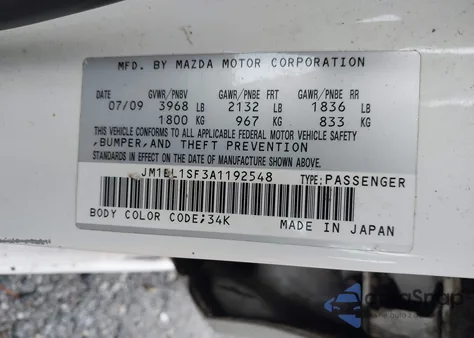 MFD. BY MAZDA MOTOR CORPORATION
DATE GVWR/PNBV GAWR/PNBE FRT GAWR/PNBE RR
07/09 3968 LB 2132 LB 1836 LB
1800 KG 967 KG 833 KG
THIS VEHICLE CONFORMS TO ALL APPLICABLE FEDERAL MOTOR VEHICLE SAFETY
,BUMPER,AND THEFT PREVENTION
STANDARDS IN EFFECT ON THE DATE OF MANUFACTURE SHOWN ABOVE.
JM1BL1SF3A1192548 TYPE:PASSENGER
BODY COLOR CODE;34K MADE IN JAPAN